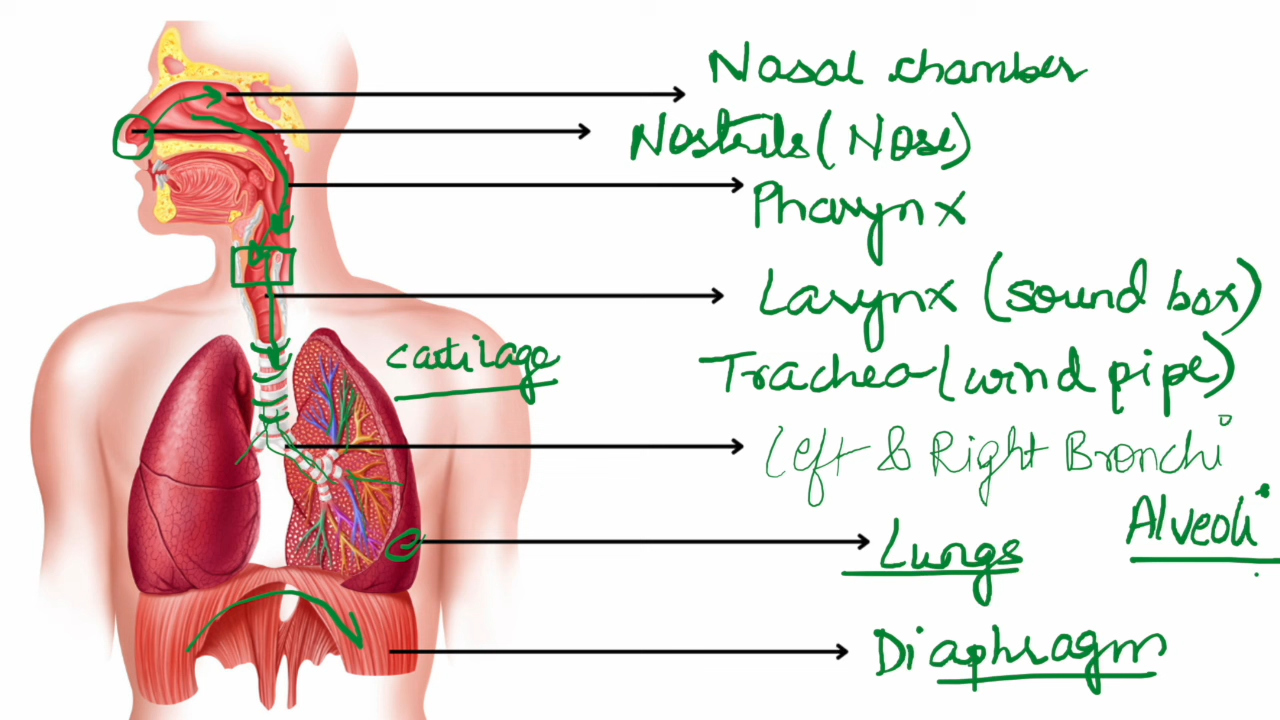 Nasal chamber
Nostrils (Nose)
Pharynx
Larynx (sound box)
cartilage
Trachea (wind pipe)
Left & Right Bronchi
Alveoli
Lungs
Diaphragm